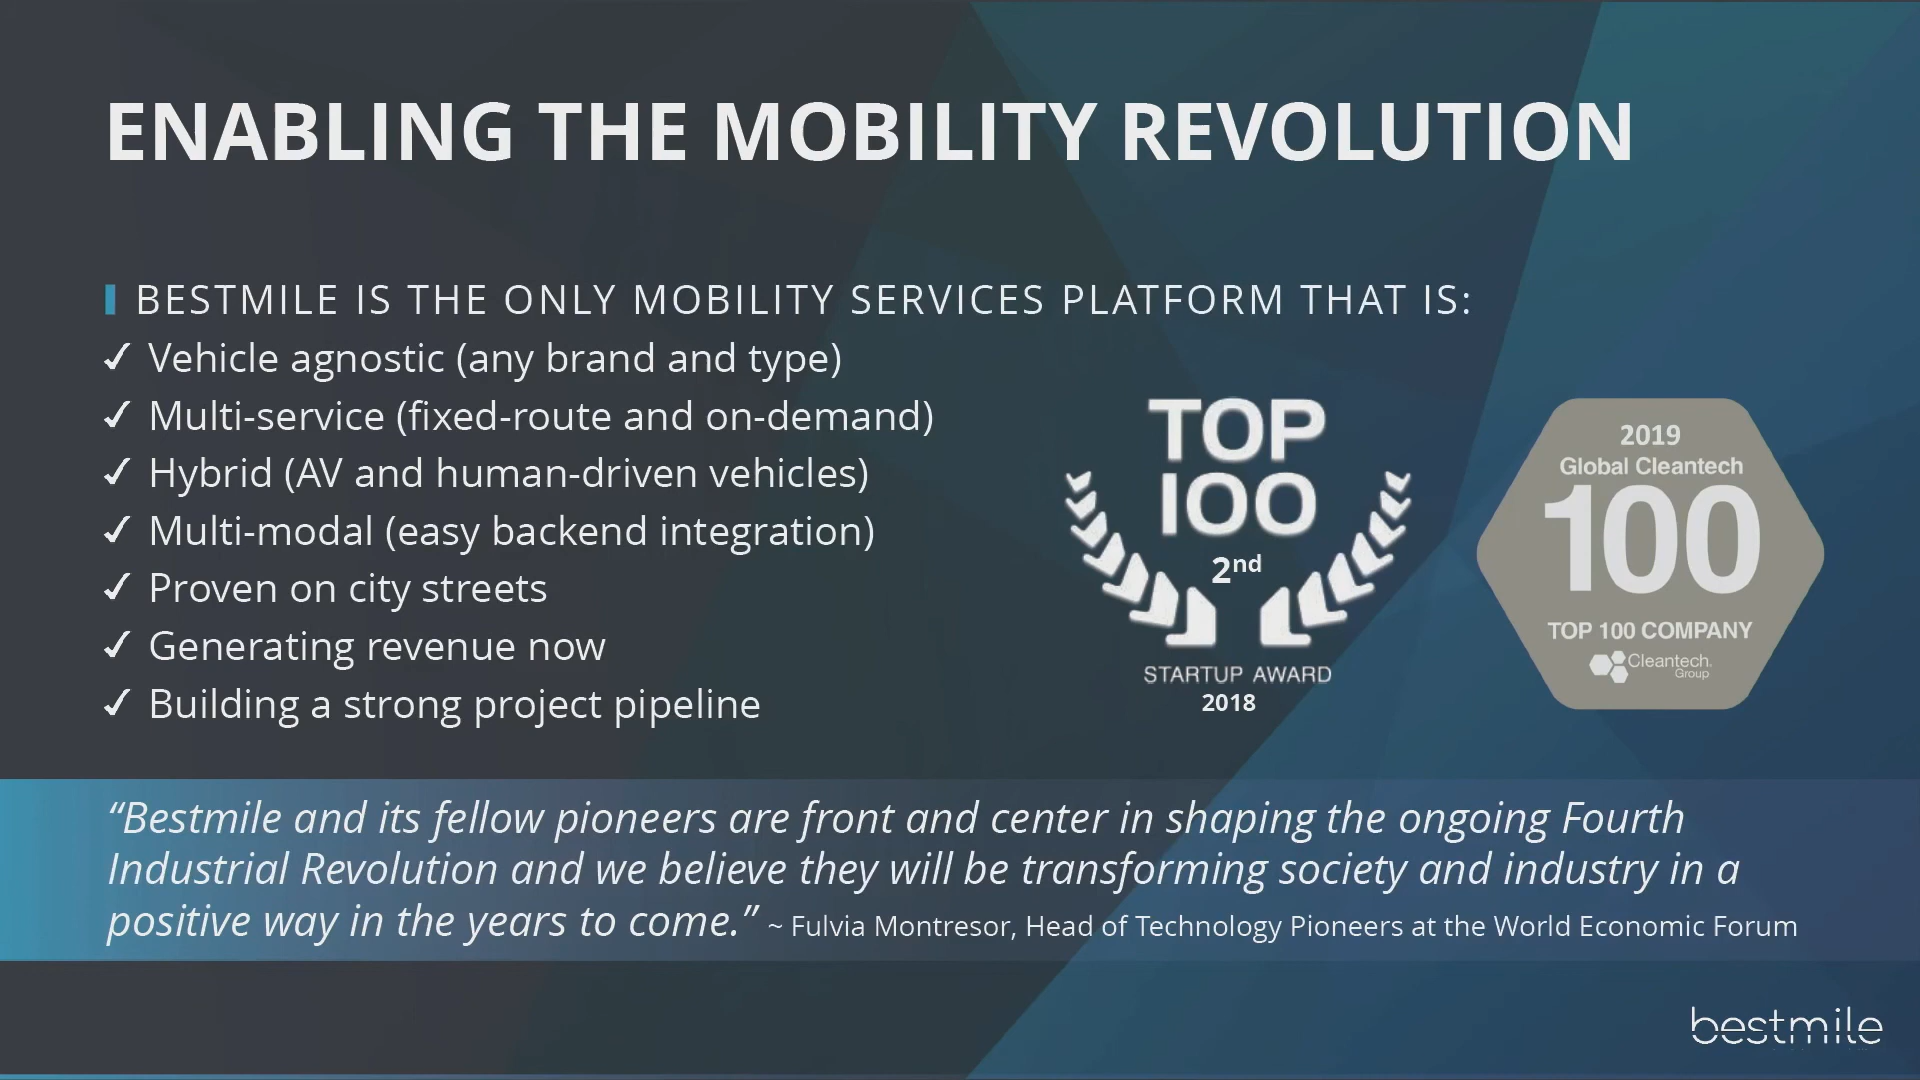 ENABLING THE MOBILITY REVOLUTION
BESTMILE IS THE ONLY MOBILITY SERVICES PLATFORM THAT IS:
✓ Vehicle agnostic (any brand and type)
✓ Multi-service (fixed-route and on-demand)
✓ Hybrid (AV and human-driven vehicles)
✓ Multi-modal (easy backend integration)
✓ Proven on city streets
✓ Generating revenue now
✓ Building a strong project pipeline
TOP
100
2nd
STARTUP AWARD
2018
2019
Global Cleantech
100
TOP 100 COMPANY
Cleantech.
Group
“Bestmile and its fellow pioneers are front and center in shaping the ongoing Fourth
Industrial Revolution and we believe they will be transforming society and industry in a
positive way in the years to come.” ~ Fulvia Montresor, Head of Technology Pioneers at the World Economic Forum
bestmile